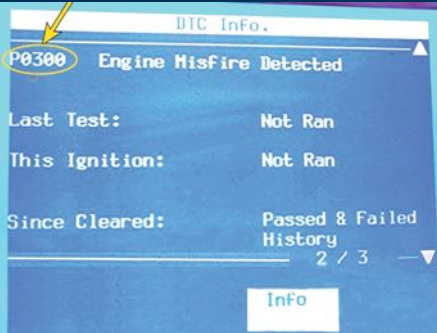 DTC Info.
P0300 Engine Misfire Detected
Last Test: Not Ran
This Ignition: Not Ran
Since Cleared: Passed & Failed
History
2 / 3
Info